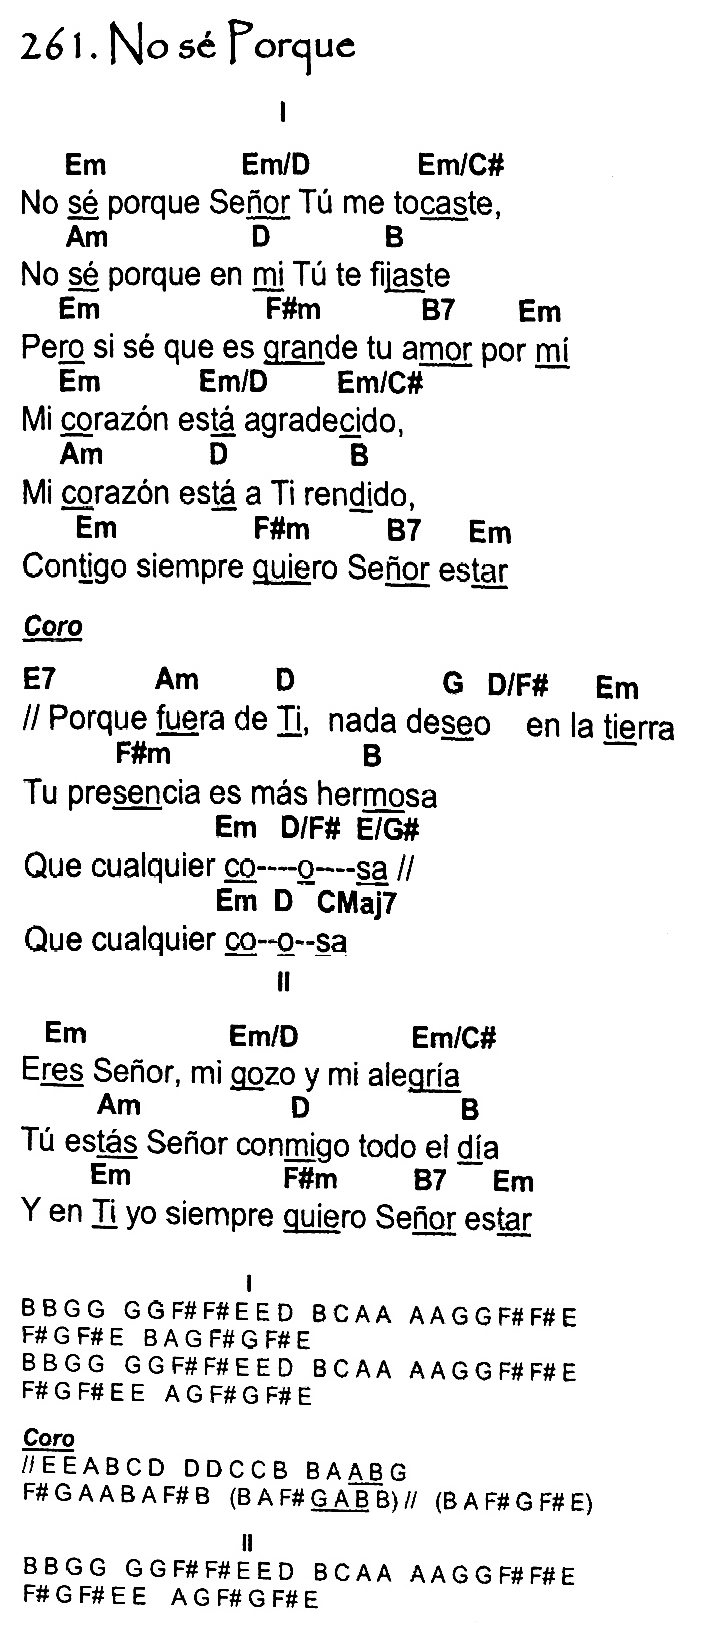 261. No sé Porque
I
Em Em/D Em/C#
No sé porque Señor Tú me tocaste,
Am D B
No sé porque en mi Tú te fijaste
Em F#m B7 Em
Pero si sé que es grande tu amor por mí
Em Em/D Em/C#
Mi corazón está agradecido,
Am D B
Mi corazón está a Ti rendido,
Em F#m B7 Em
Contigo siempre quiero Señor estar
Coro
E7 Am D G D/F# Em
// Porque fuera de Ti, nada deseo en la tierra
F#m B
Tu presencia es más hermosa
Em D/F# E/G#
Que cualquier co----o----sa //
Em D CMaj7
Que cualquier co--o--sa
II
Em Em/D Em/C#
Eres Señor, mi gozo y mi alegría
Am D B
Tú estás Señor conmigo todo el día
Em F#m B7 Em
Y en Ti yo siempre quiero Señor estar
I
B B G G G G F# F# E E D B C A A A A G G F# F# E
F# G F# E B A G F# G F# E
B B G G G G F# F# E E D B C A A A A G G F# F# E
F# G F# E E A G F# G F# E
Coro
// E E A B C D D D C C B B A A B G
F# G A A B A F# B (B A F# G A B B) // (B A F# G F# E)
II
B B G G G G F# F# E E D B C A A A A G G F# F# E
F# G F# E E A G F# G F# E